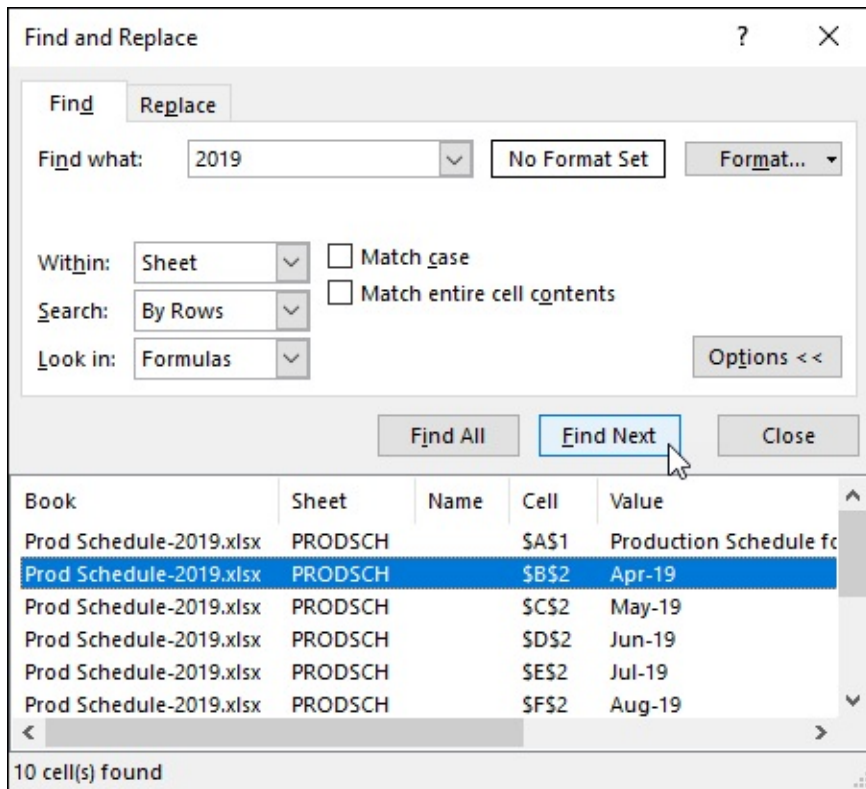 Find and Replace ? ×
Find Replace
Find what: 2019 No Format Set Format...
Within: Sheet Match case
Search: By Rows Match entire cell contents
Look in: Formulas Options <<
Find All Find Next Close
Book Sheet Name Cell Value
Prod Schedule-2019.xlsx PRODSCH $A$1 Production Schedule fo
Prod Schedule-2019.xlsx PRODSCH $B$2 Apr-19
Prod Schedule-2019.xlsx PRODSCH $C$2 May-19
Prod Schedule-2019.xlsx PRODSCH $D$2 Jun-19
Prod Schedule-2019.xlsx PRODSCH $E$2 Jul-19
Prod Schedule-2019.xlsx PRODSCH $F$2 Aug-19
10 cell(s) found